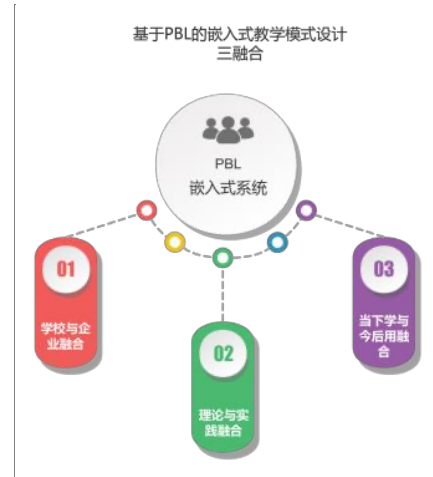 基于PBL的嵌入式教学模式设计
三融合
PBL
嵌入式系统
01
学校与企
业融合
02
理论与实
践融合
03
当下学与
今后用融
合